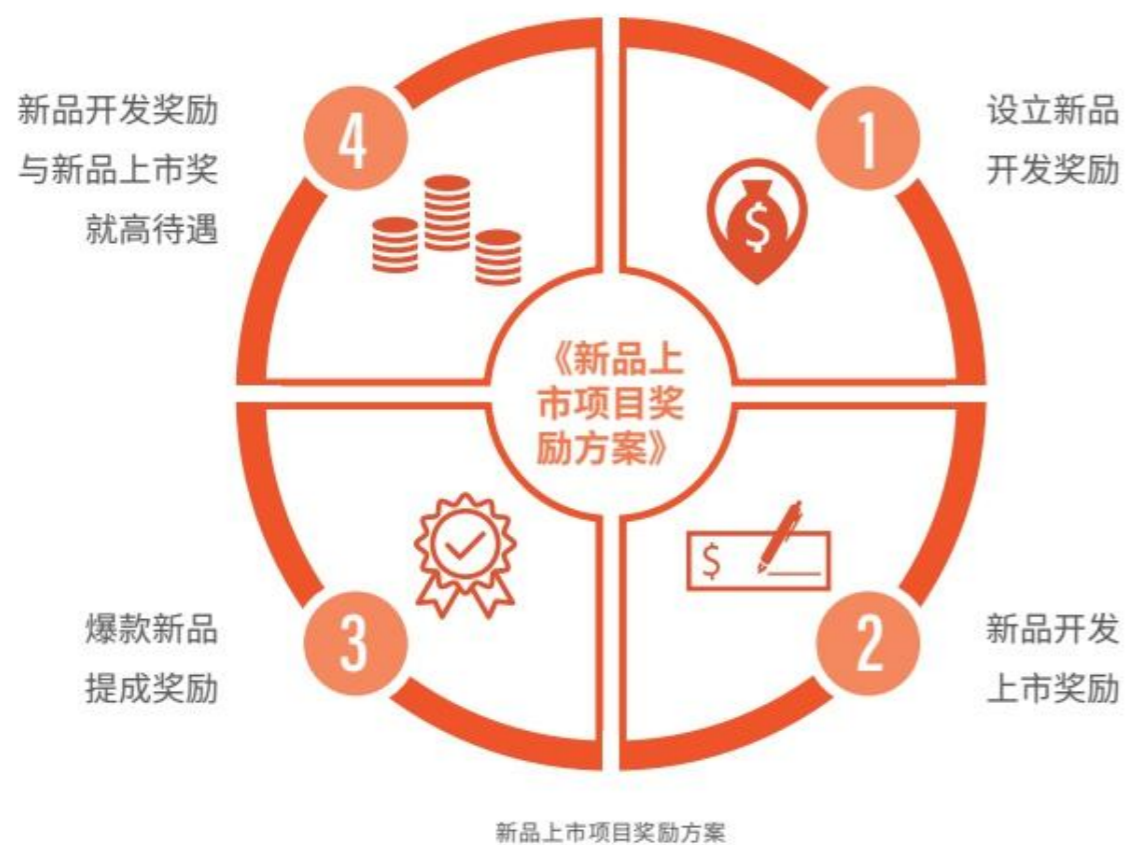 1
设立新品
开发奖励
2
新品开发
上市奖励
3
爆款新品
提成奖励
4
新品开发奖励
与新品上市奖
就高待遇
《新品上
市项目奖
励方案》
$
$
新品上市项目奖励方案